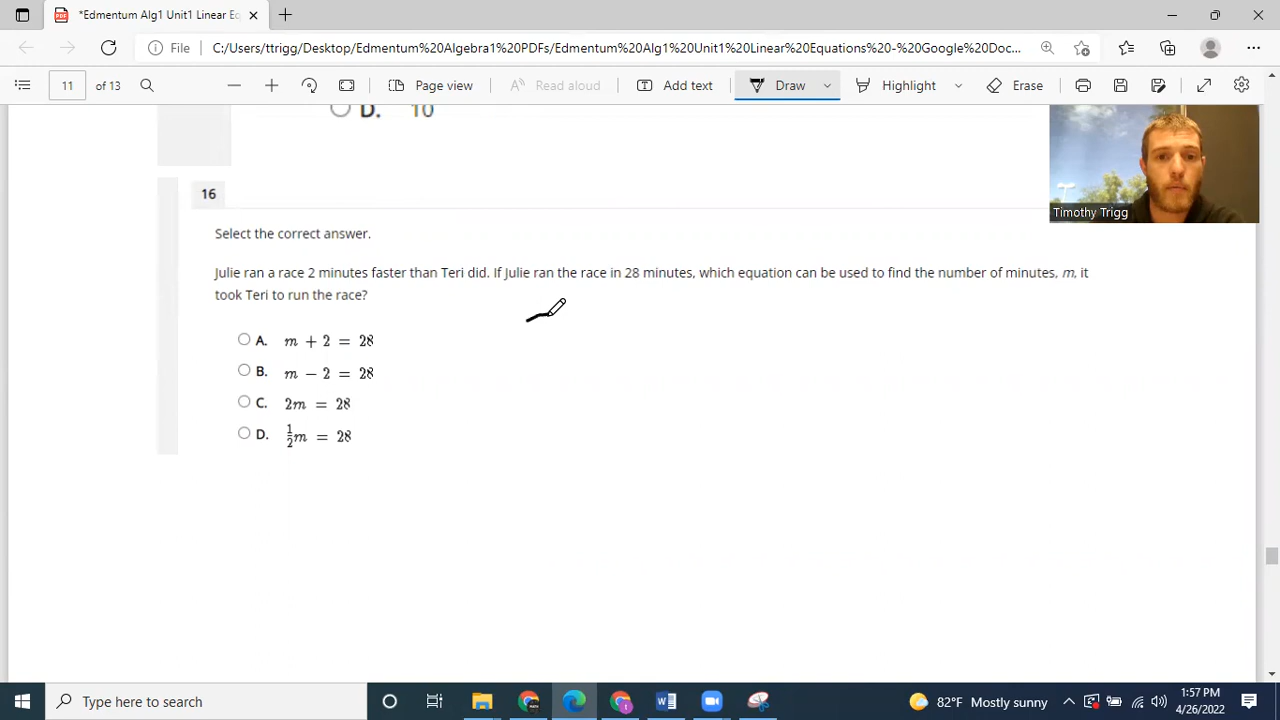 *Edmentum Alg1 Unit1 Linear Eq
File
C:/Users/ttrigg/Desktop/Edmentum%20Algebra1%20PDFs/Edmentum%20Alg1%20Unit1%20Linear%20Equations%20-%20Google%20Doc...
11 of 13
Page view
Read aloud
Add text
Draw
Highlight
Erase
D. 10
Timothy Trigg
16
Select the correct answer.
Julie ran a race 2 minutes faster than Teri did. If Julie ran the race in 28 minutes, which equation can be used to find the number of minutes, m, it
took Teri to run the race?
A. m + 2 = 28
B. m − 2 = 28
C. 2m = 28
D. 1/2 m = 28
Type here to search
82°F Mostly sunny
1:57 PM
4/26/2022